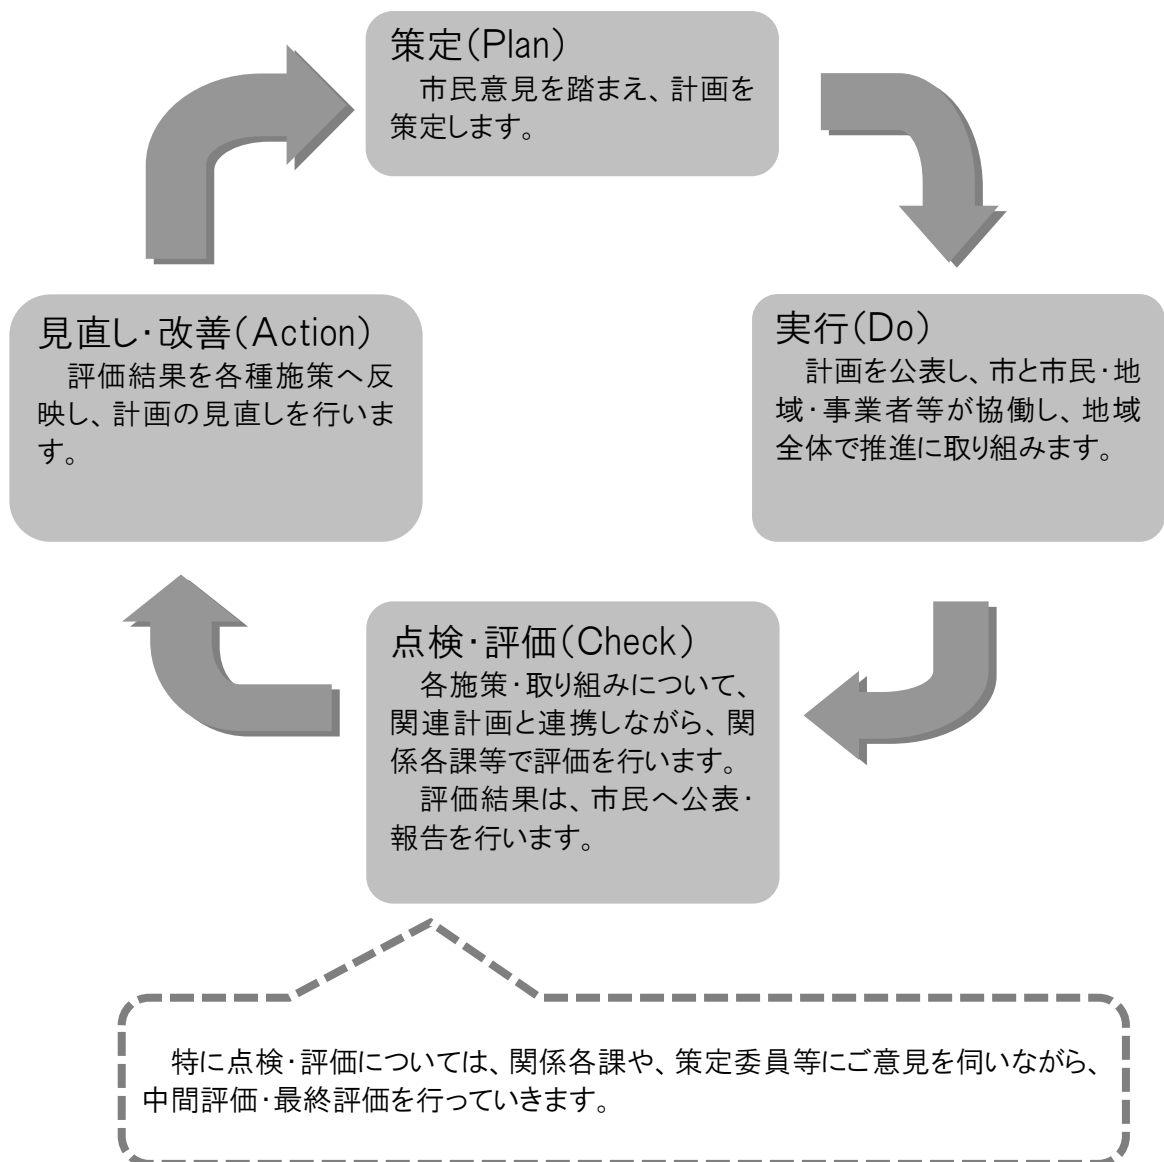 策定(Plan)
　市民意見を踏まえ、計画を
策定します。
見直し・改善(Action)
　評価結果を各種施策へ反
映し、計画の見直しを行いま
す。
実行(Do)
　計画を公表し、市と市民・地
域・事業者等が協働し、地域
全体で推進に取り組みます。
点検・評価(Check)
　各施策・取り組みについて、
関連計画と連携しながら、関
係各課等で評価を行います。
　評価結果は、市民へ公表・
報告を行います。
　特に点検・評価については、関係各課や、策定委員等にご意見を伺いながら、
中間評価・最終評価を行っていきます。